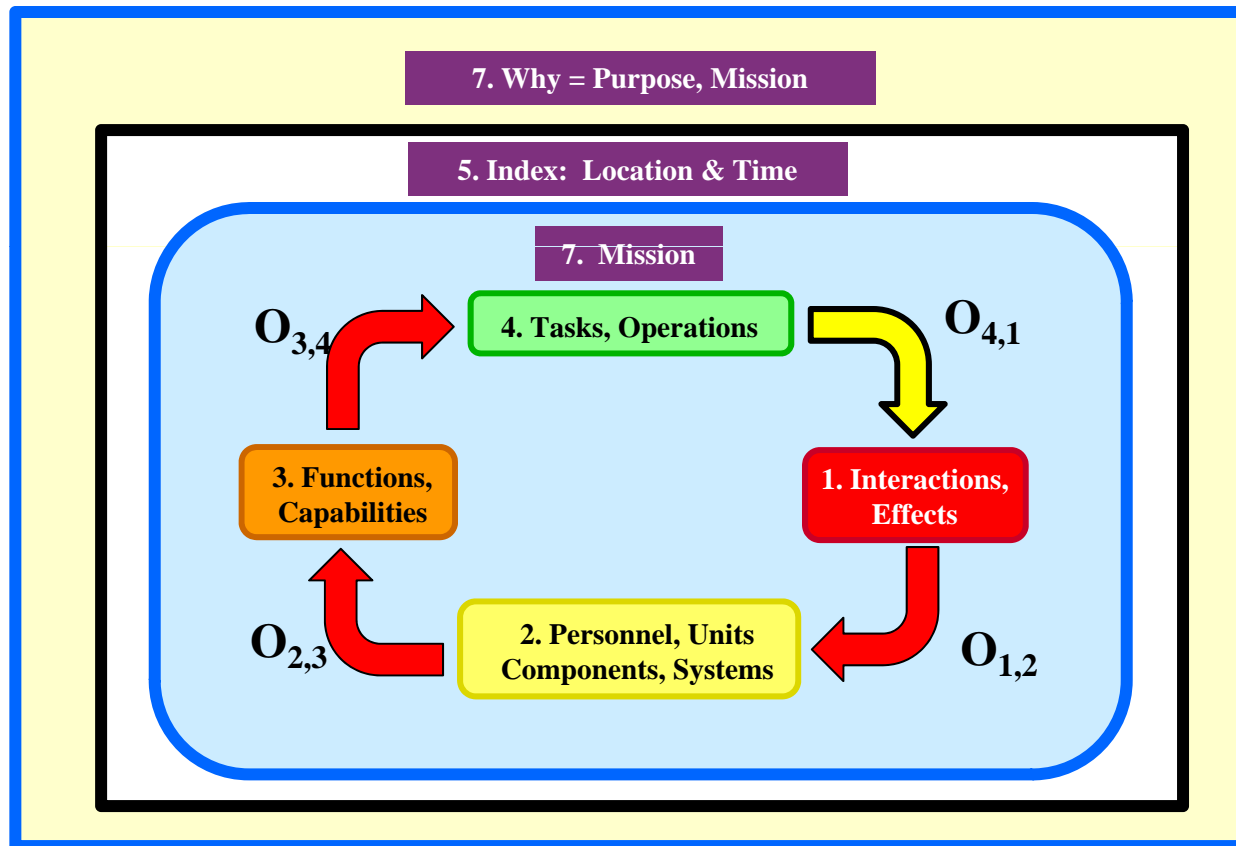 7. Why = Purpose, Mission
5. Index: Location & Time
7. Mission
O3,4
4. Tasks, Operations
O4,1
3. Functions,
Capabilities
1. Interactions,
Effects
O2,3
2. Personnel, Units
Components, Systems
O1,2